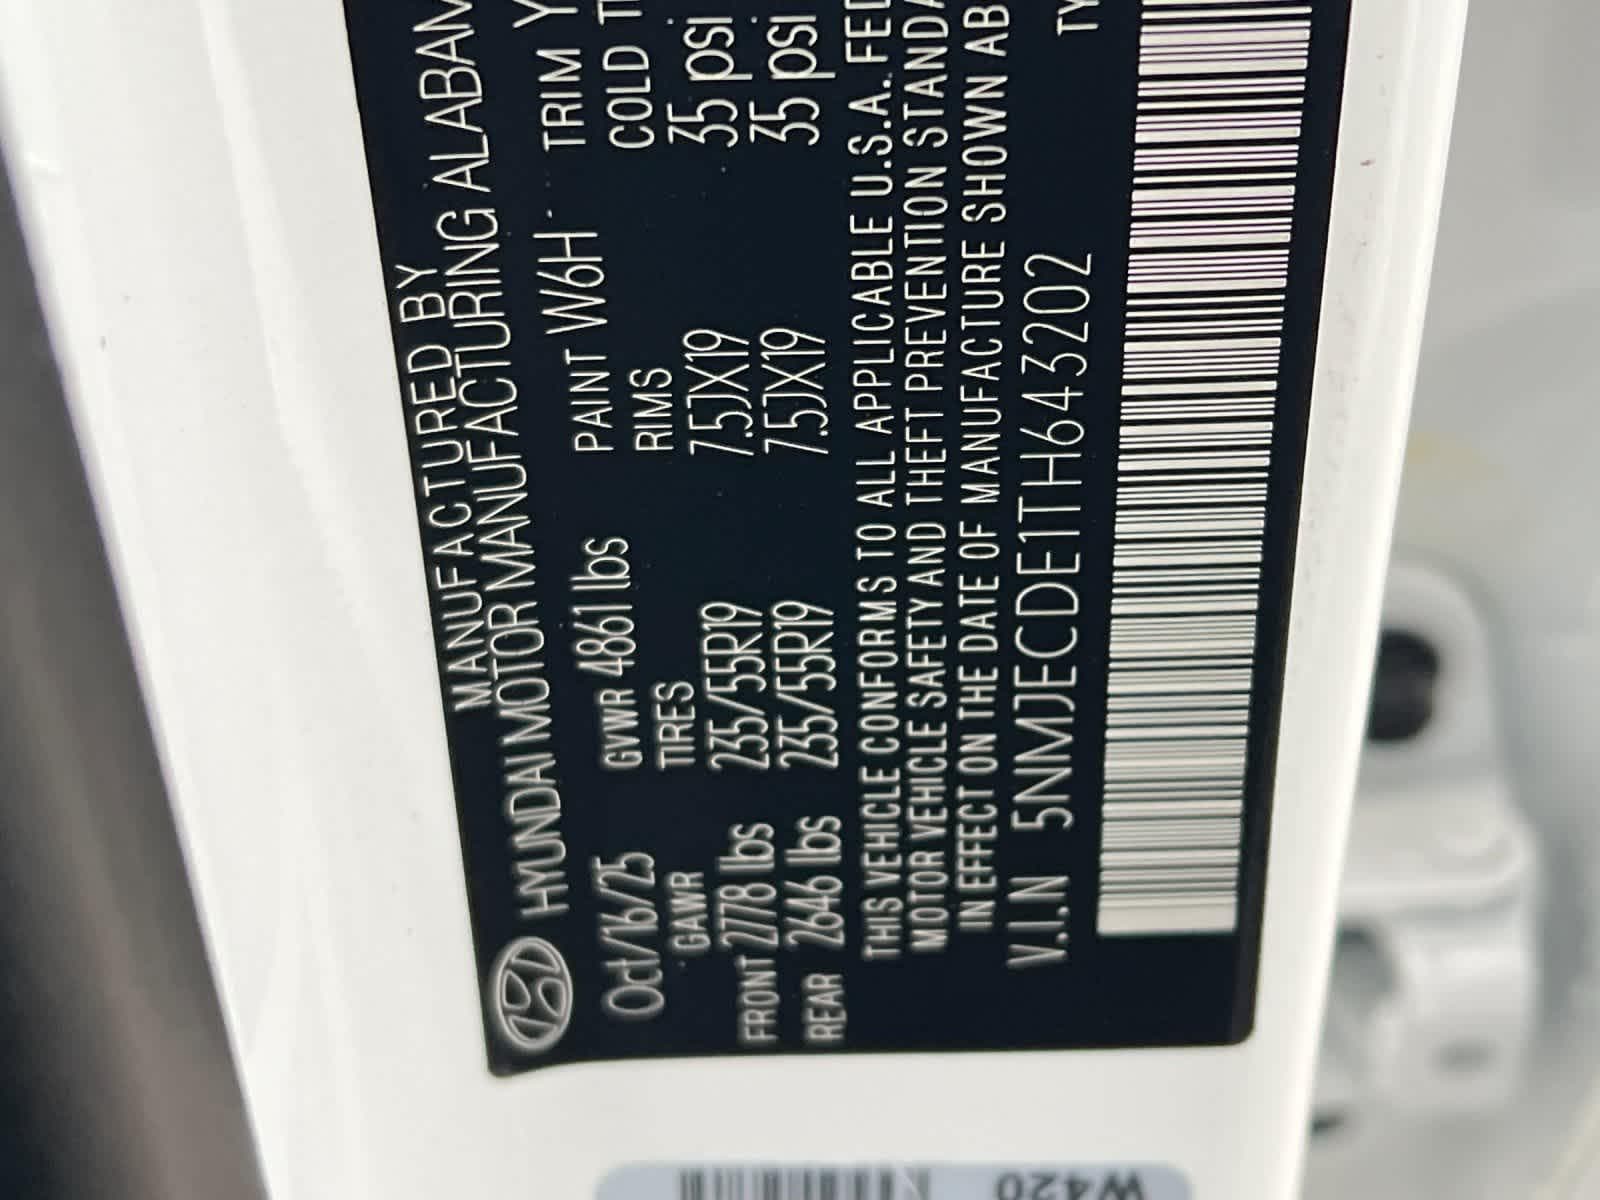 MANUFACTURED BY
HYUNDAI MOTOR MANUFACTURING ALABAM
Oct/16/25 GVWR 4861 lbs PAINT W6H TRIM Y
GAWR TIRES RIMS COLD TI
FRONT 2778 lbs 235/55R19 7.5JX19 35 psi
REAR 2646 lbs 235/55R19 7.5JX19 35 psi
THIS VEHICLE CONFORMS TO ALL APPLICABLE U.S.A. FED
MOTOR VEHICLE SAFETY AND THEFT PREVENTION STANDA
IN EFFECT ON THE DATE OF MANUFACTURE SHOWN AB
V.I.N 5NMJECDE1TH643202 TY
W420